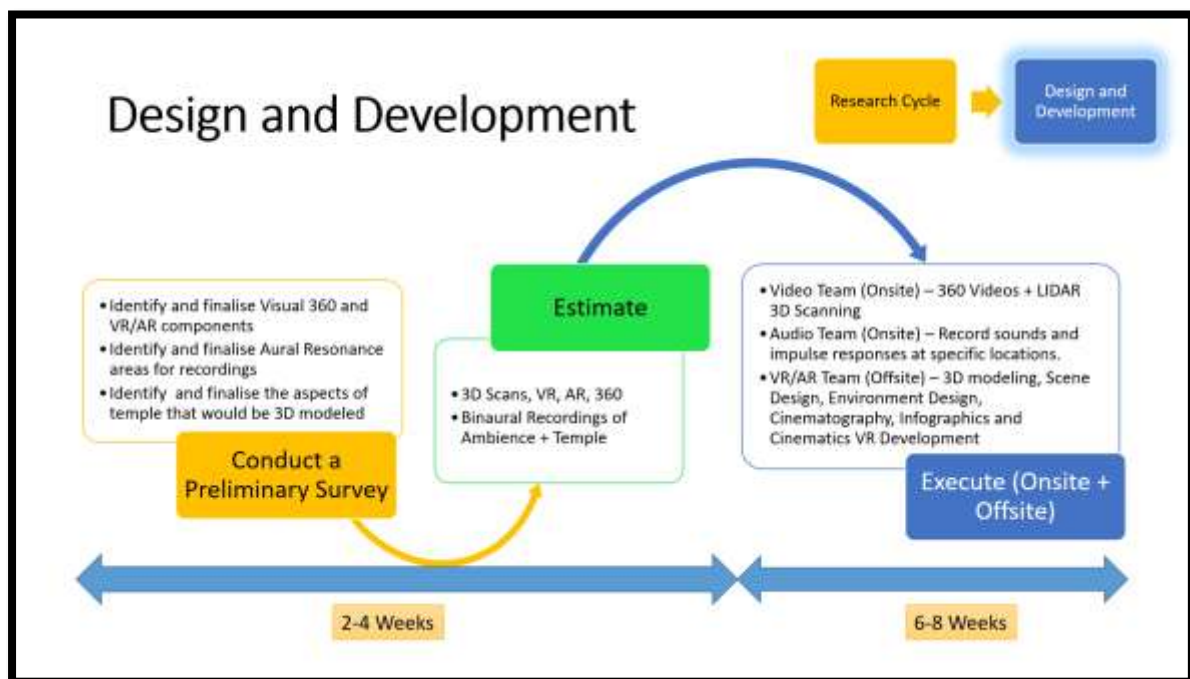 Design and Development
Research Cycle
Design and
Development
•Identify and finalise Visual 360 and
VR/AR components
•Identify and finalise Aural Resonance
areas for recordings
•Identify and finalise the aspects of
temple that would be 3D modeled
Conduct a
Preliminary Survey
Estimate
•3D Scans, VR, AR, 360
•Binaural Recordings of
Ambience + Temple
•Video Team (Onsite) – 360 Videos + LIDAR
3D Scanning
•Audio Team (Onsite) – Record sounds and
impulse responses at specific locations.
•VR/AR Team (Offsite) – 3D modeling, Scene
Design, Environment Design,
Cinematography, Infographics and
Cinematics VR Development
Execute (Onsite +
Offsite)
2-4 Weeks
6-8 Weeks